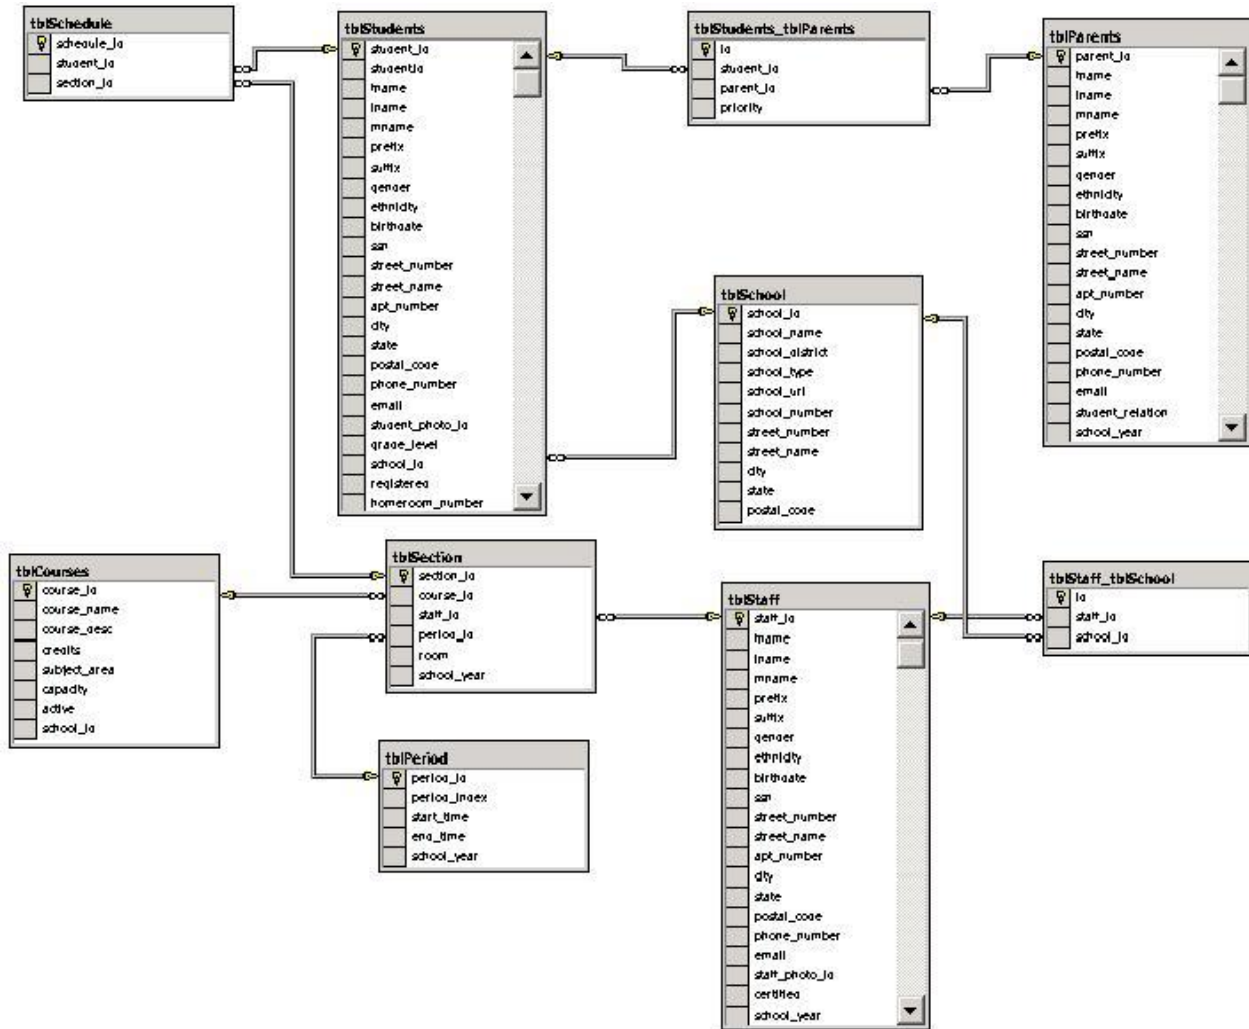 tblSchedule
schedule_id
student_id
section_id
tblStudents
student_id
studentid
fname
lname
mname
prefix
suffix
gender
ethnicity
birthdate
ssn
street_number
street_name
apt_number
city
state
postal_code
phone_number
email
student_photo_id
grade_level
school_id
registered
homeroom_number
tblStudents_tblParents
id
student_id
parent_id
priority
tblParents
parent_id
fname
lname
mname
prefix
suffix
gender
ethnicity
birthdate
ssn
street_number
street_name
apt_number
city
state
postal_code
phone_number
email
student_relation
school_year
tblSchool
school_id
school_name
school_district
school_type
school_url
school_number
street_number
street_name
city
state
postal_code
tblCourses
course_id
course_name
course_desc
credits
subject_area
capacity
active
school_id
tblSection
section_id
course_id
staff_id
period_id
room
school_year
tblPeriod
period_id
period_index
start_time
end_time
school_year
tblStaff
staff_id
fname
lname
mname
prefix
suffix
gender
ethnicity
birthdate
ssn
street_number
street_name
apt_number
city
state
postal_code
phone_number
email
staff_photo_id
certified
school_year
tblStaff_tblSchool
id
staff_id
school_id